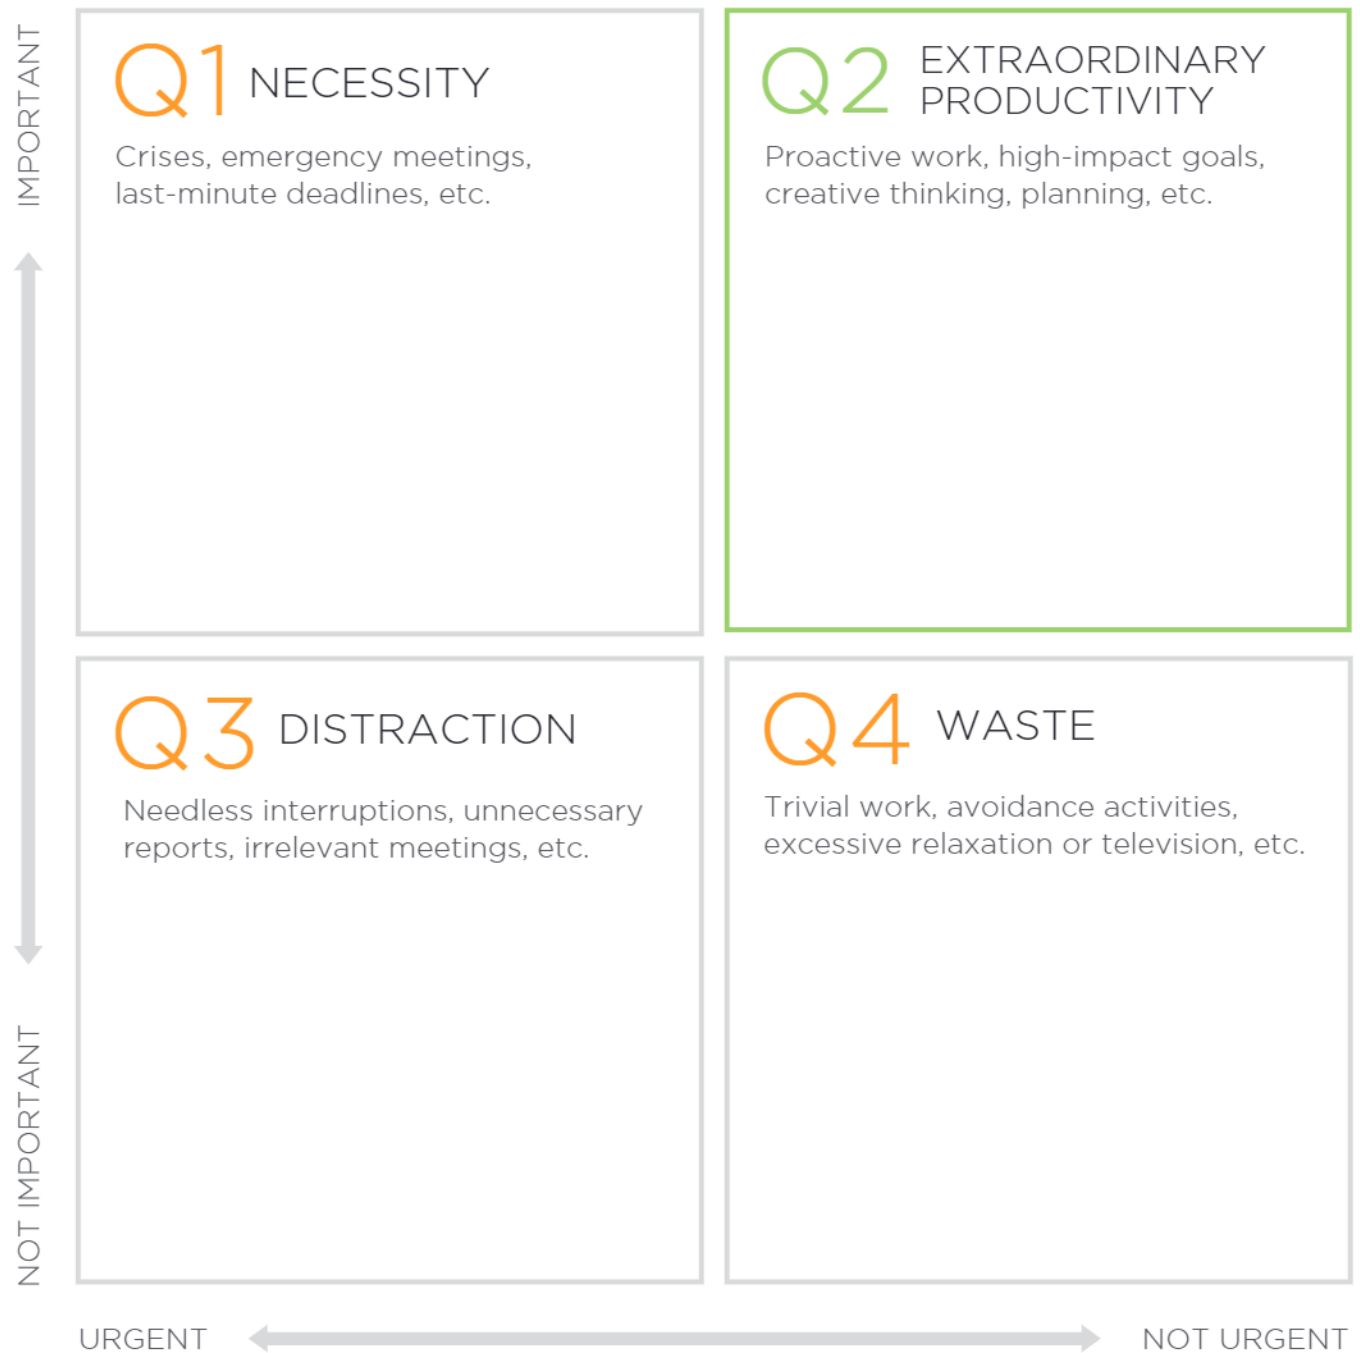 IMPORTANT
Q1 NECESSITY
Crises, emergency meetings,
last-minute deadlines, etc.
Q2 EXTRAORDINARY
PRODUCTIVITY
Proactive work, high-impact goals,
creative thinking, planning, etc.
Q3 DISTRACTION
Needless interruptions, unnecessary
reports, irrelevant meetings, etc.
Q4 WASTE
Trivial work, avoidance activities,
excessive relaxation or television, etc.
NOT IMPORTANT
URGENT
NOT URGENT